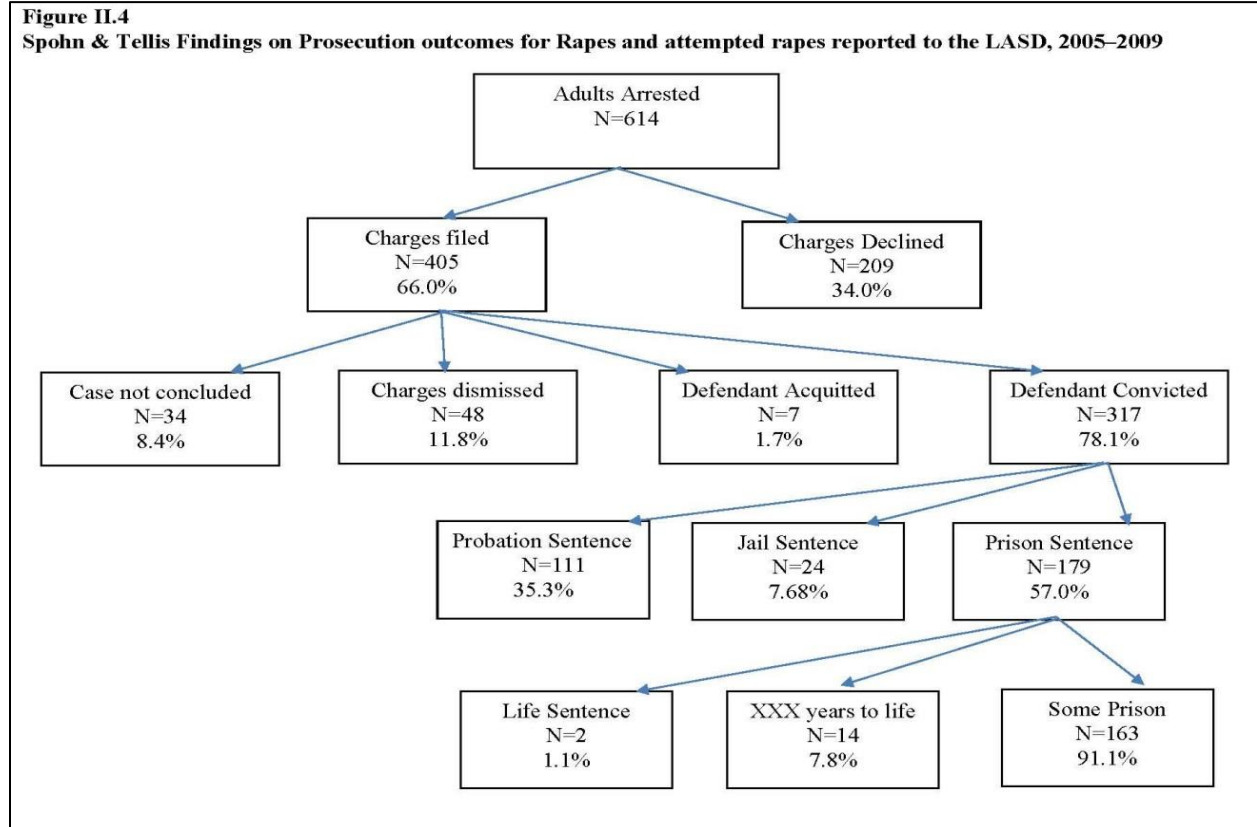 Figure II.4
Spohn & Tellis Findings on Prosecution outcomes for Rapes and attempted rapes reported to the LASD, 2005–2009
Adults Arrested
N=614
Charges filed
N=405
66.0%
Charges Declined
N=209
34.0%
Case not concluded
N=34
8.4%
Charges dismissed
N=48
11.8%
Defendant Acquitted
N=7
1.7%
Defendant Convicted
N=317
78.1%
Probation Sentence
N=111
35.3%
Jail Sentence
N=24
7.68%
Prison Sentence
N=179
57.0%
Life Sentence
N=2
1.1%
XXX years to life
N=14
7.8%
Some Prison
N=163
91.1%